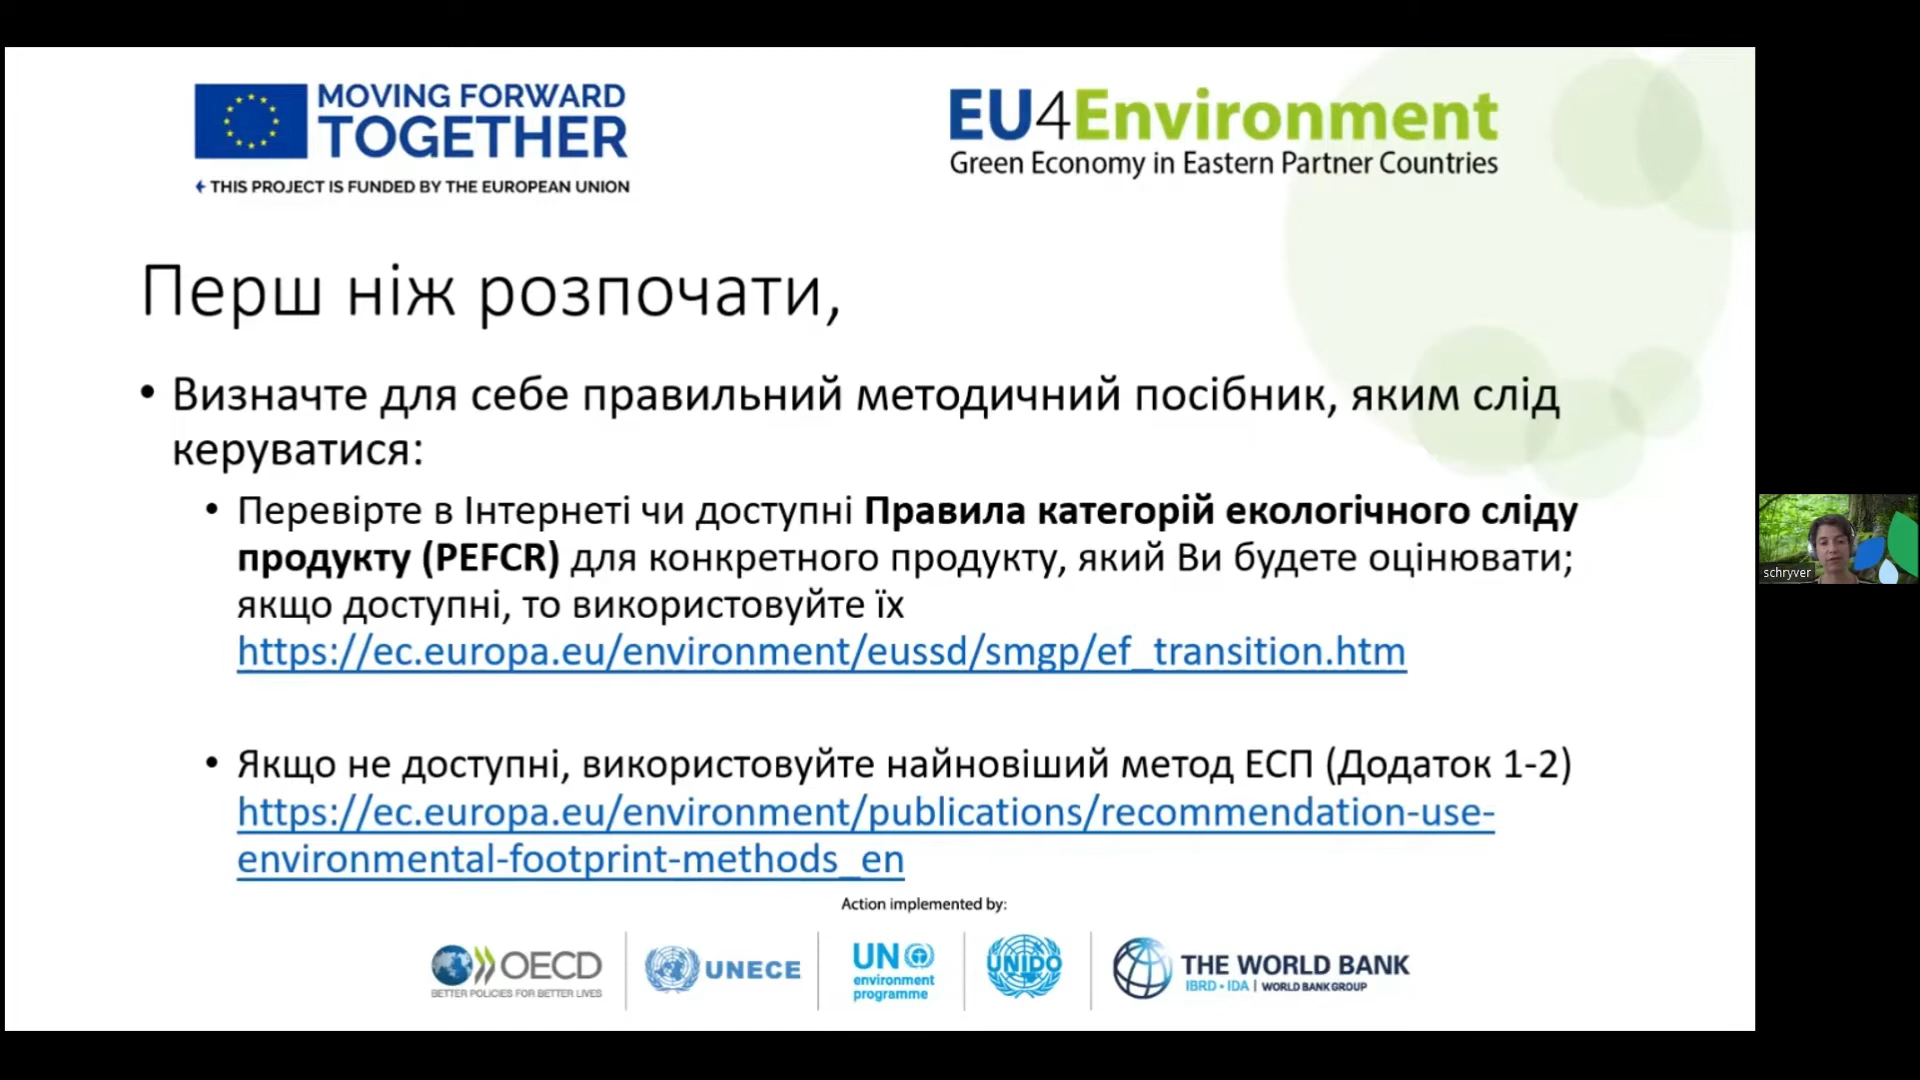 MOVING FORWARD
TOGETHER
THIS PROJECT IS FUNDED BY THE EUROPEAN UNION
EU4Environment
Green Economy in Eastern Partner Countries
Перш ніж розпочати,
• Визначте для себе правильний методичний посібник, яким слід
керуватися:
• Перевірте в Інтернеті чи доступні Правила категорій екологічного сліду
продукту (PEFCR) для конкретного продукту, який Ви будете оцінювати;
якщо доступні, то використовуйте їх
https://ec.europa.eu/environment/eussd/smgp/ef_transition.htm
• Якщо не доступні, використовуйте найновіший метод ЕСП (Додаток 1-2)
https://ec.europa.eu/environment/publications/recommendation-use-
environmental-footprint-methods_en
schryver
Action implemented by:
OECD
BETTER POLICIES FOR BETTER LIVES
UNECE
UN
environment
programme
UNIDO
THE WORLD BANK
IBRD • IDA | WORLD BANK GROUP